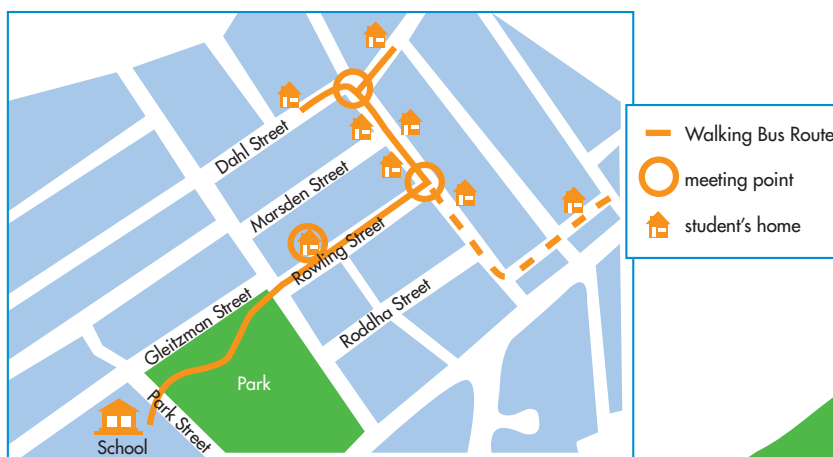 Dahl Street
Marsden Street
Rowling Street
Gleitzman Street
Roddha Street
Park
Park Street
School
Walking Bus Route
meeting point
student's home